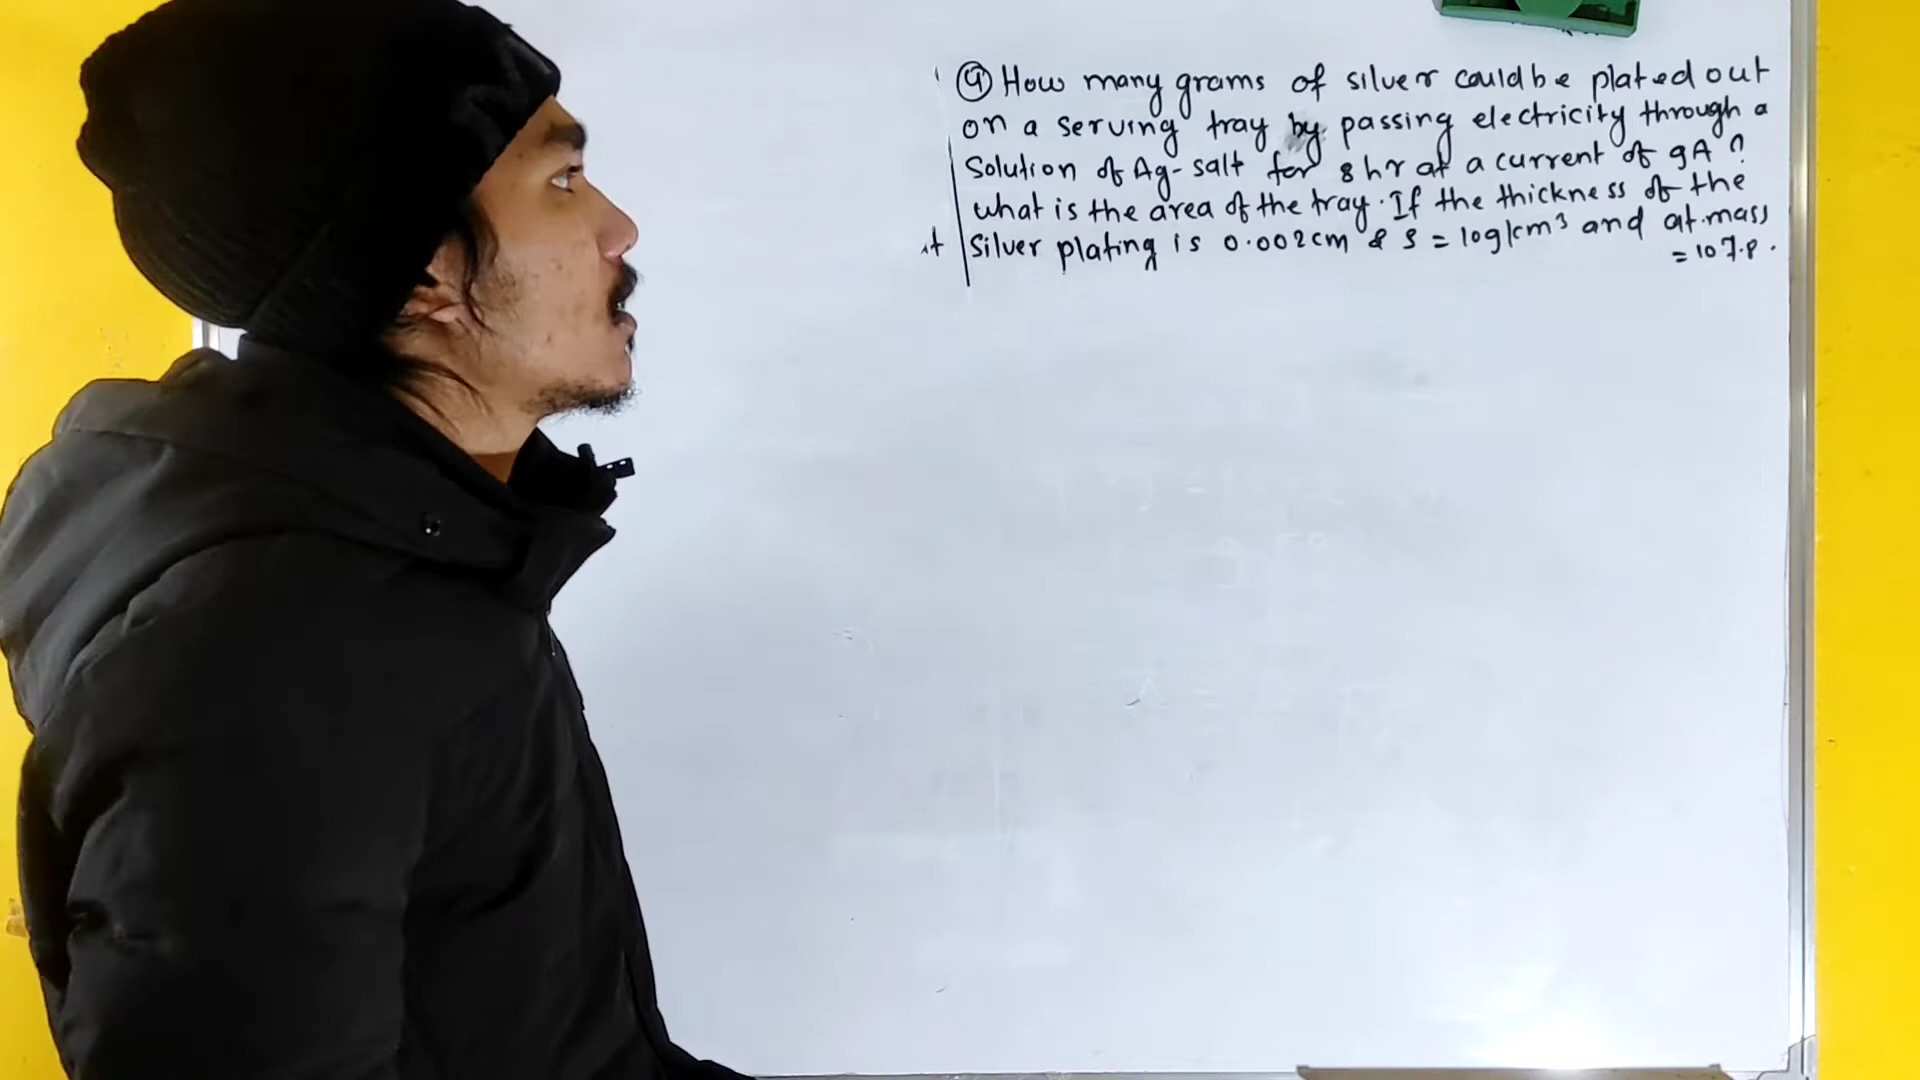 ④ How many grams of silver could be plated out
on a serving tray by passing electricity through a
solution of Ag-salt for 8 hr at a current of 9A?
what is the area of the tray. If the thickness of the
it silver plating is 0.002cm & ρ = 10g/cm³ and at.mass
= 107.8.